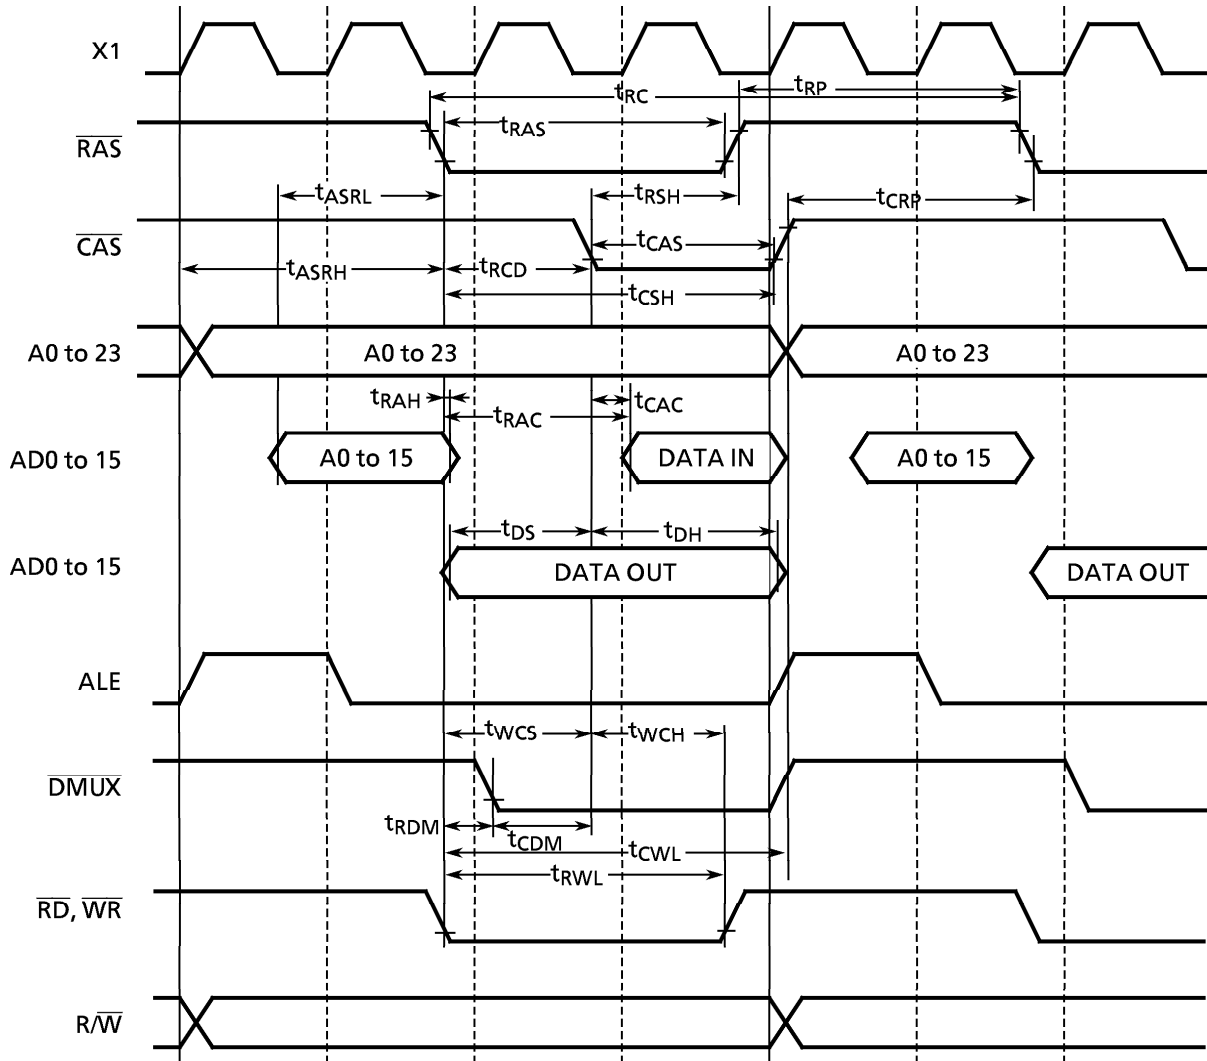 X1
tRC
tRP
RAS
tRAS
tASRL
tRSH
tCRP
CAS
tCAS
tASRH
tRCD
tCSH
A0 to 23
A0 to 23
A0 to 23
tRAH
tCAC
tRAC
AD0 to 15
A0 to 15
DATA IN
A0 to 15
tDS
tDH
AD0 to 15
DATA OUT
DATA OUT
ALE
tWCS
tWCH
DMUX
tRDM
tCDM
tCWL
tRWL
RD, WR
R/W